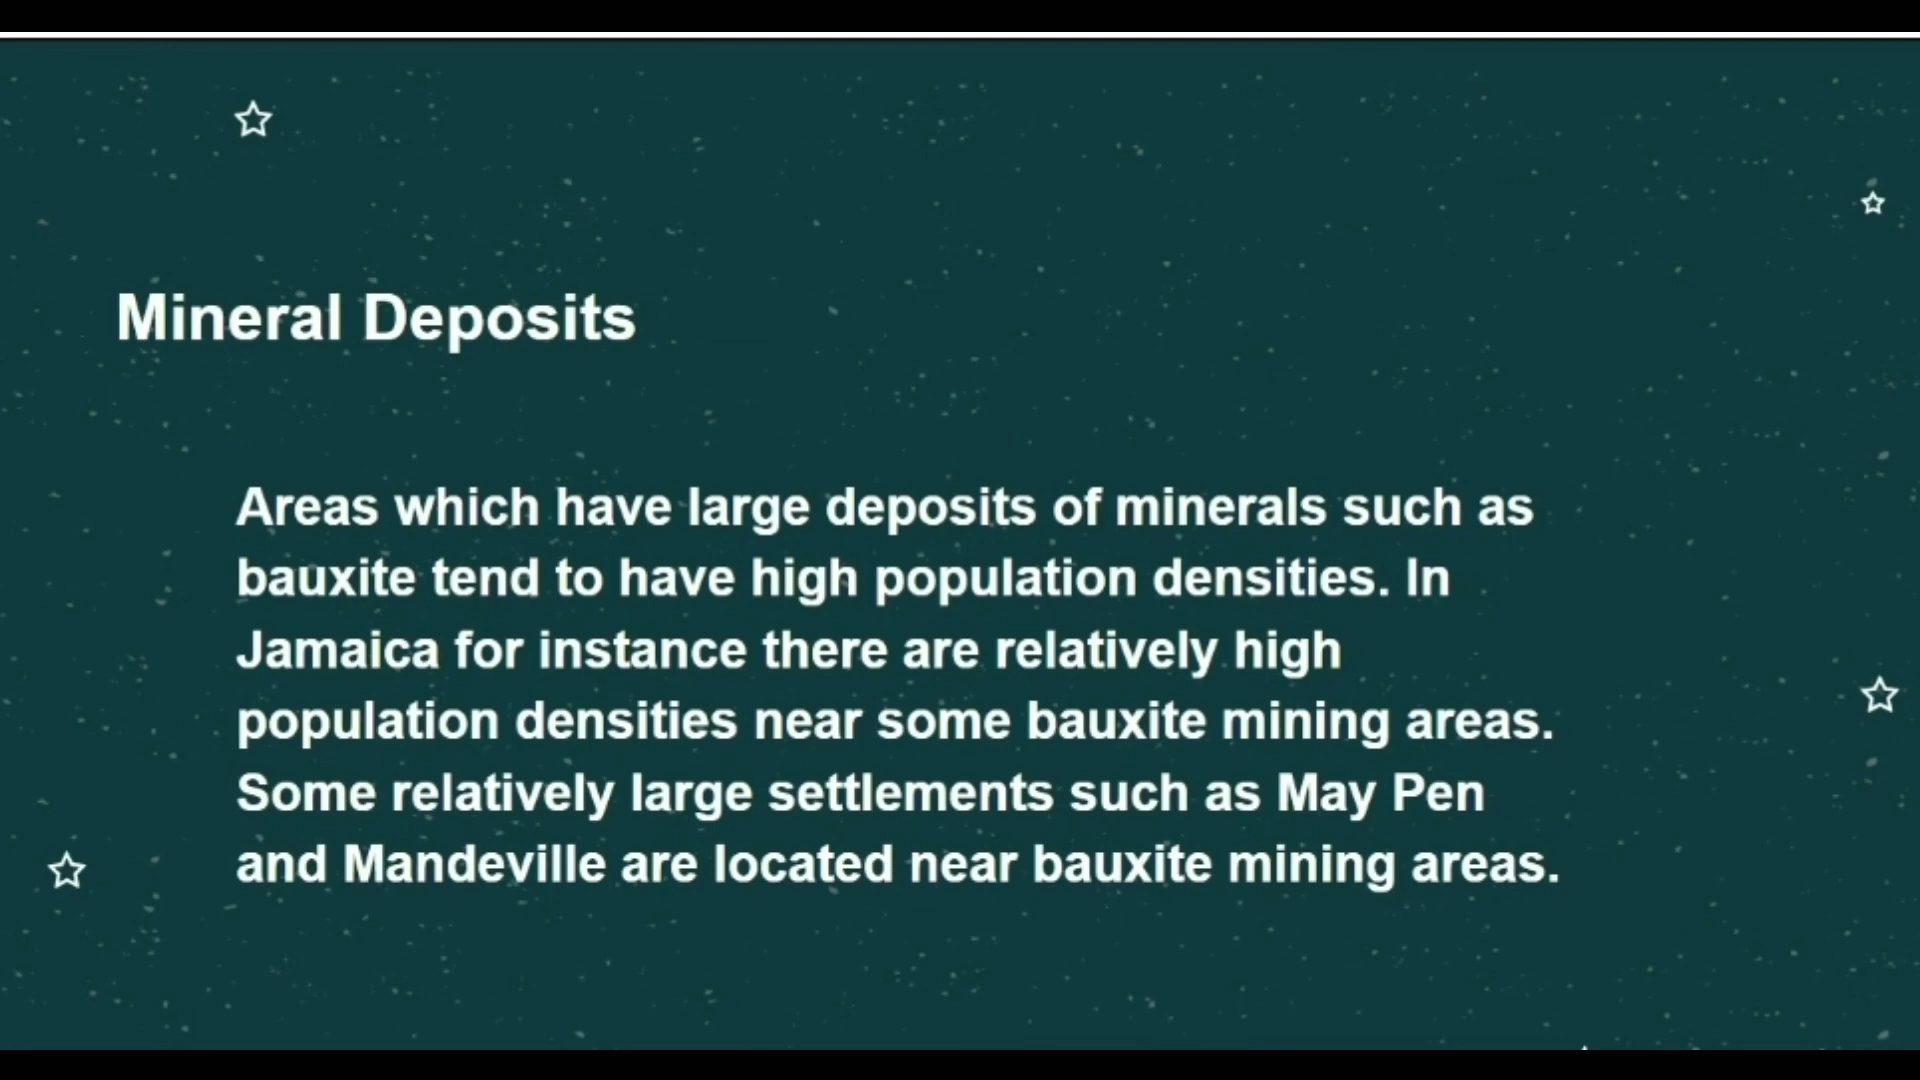 Mineral Deposits
Areas which have large deposits of minerals such as
bauxite tend to have high population densities. In
Jamaica for instance there are relatively high
population densities near some bauxite mining areas.
Some relatively large settlements such as May Pen
and Mandeville are located near bauxite mining areas.